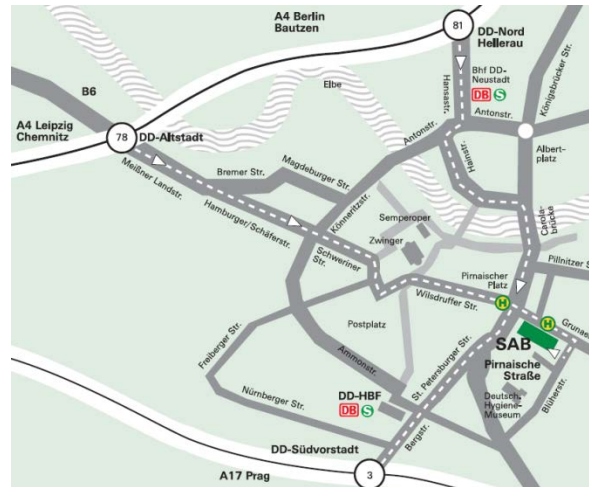 A4 Berlin
Bautzen
81
DD-Nord
Hellerau
Bhf DD-
Neustadt
DB S
Hansastr.
Königsbrücker Str.
B6
Elbe
A4 Leipzig
Chemnitz
78
DD-Altstadt
Antonstr.
Antonstr.
Albert-
platz
Hainstr.
Meißner Landstr.
Bremer Str.
Magdeburger Str.
Könneritzstr.
Hamburger/Schäferstr.
Semperoper
Zwinger
Carola-
brücke
Schweriner
Str.
Pirnaischer
Platz
Pillnitzer S
Wilsdruffer Str.
H
H
Grunae
Postplatz
SAB
Pirnaische
Straße
Freiberger Str.
Ammonstr.
St. Petersburger Str.
Deutsch.
Hygiene-
Museum
Blüherstr.
Nürnberger Str.
DD-HBF
DB S
Bergstr.
DD-Südvorstadt
A17 Prag
3